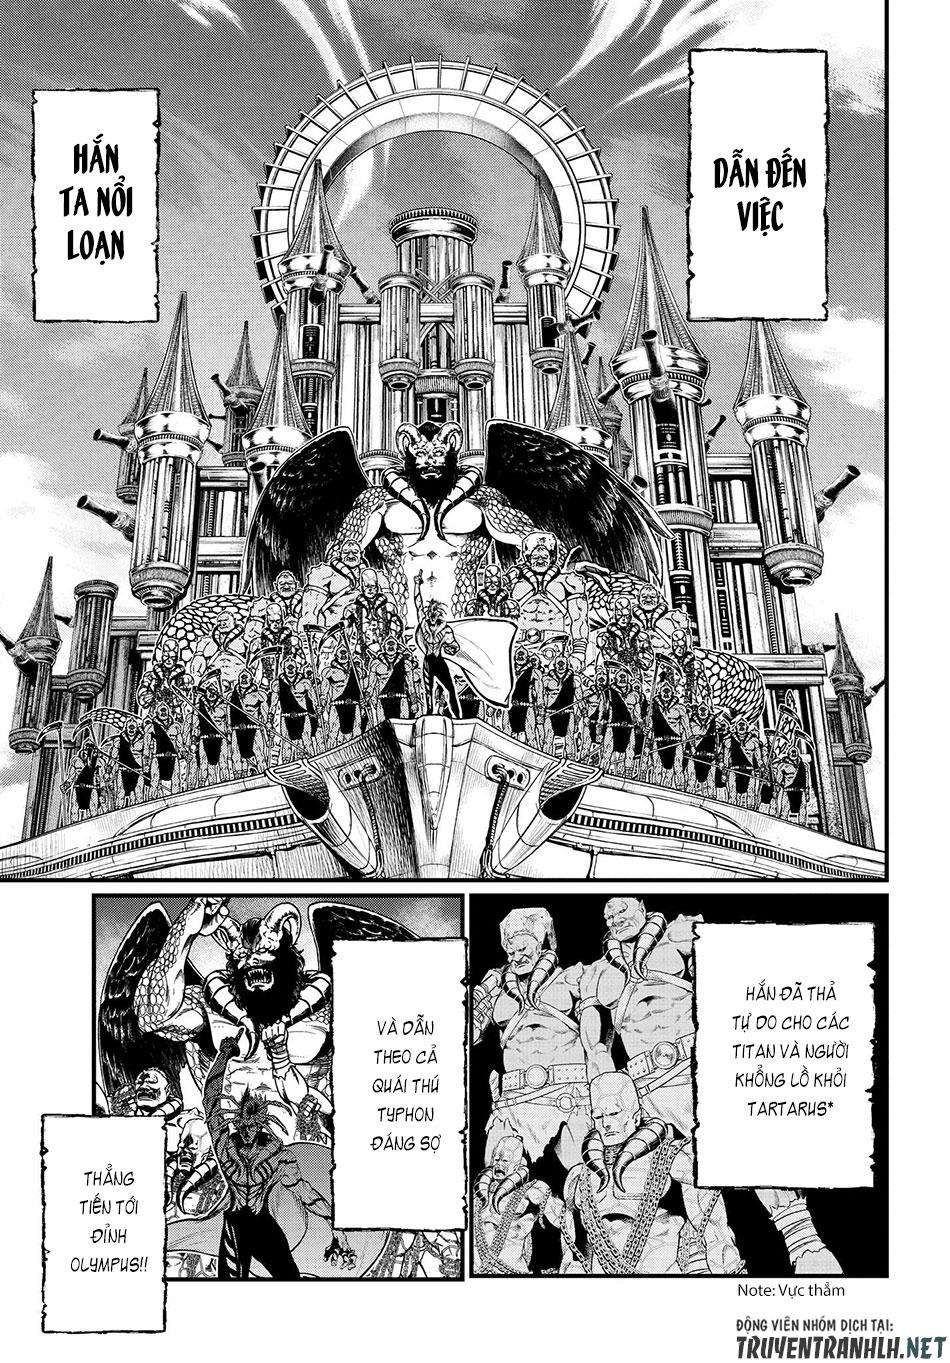 DẪN ĐẾN
VIỆC
HẮN
TA NỔI
LOẠN
HẮN ĐÃ THẢ
TỰ DO CHO CÁC
TITAN VÀ NGƯỜI
KHỔNG LỒ KHỎI
TARTARUS*
VÀ DẪN
THEO CẢ
QUÁI THÚ
TYPHON
ĐÁNG SỢ
THẲNG
TIẾN TỚI
ĐỈNH
OLYMPUS!!
Note: Vực thẳm
ĐỘNG VIÊN NHÓM DỊCH TẠI:
TRUYENTRANHLH.NET